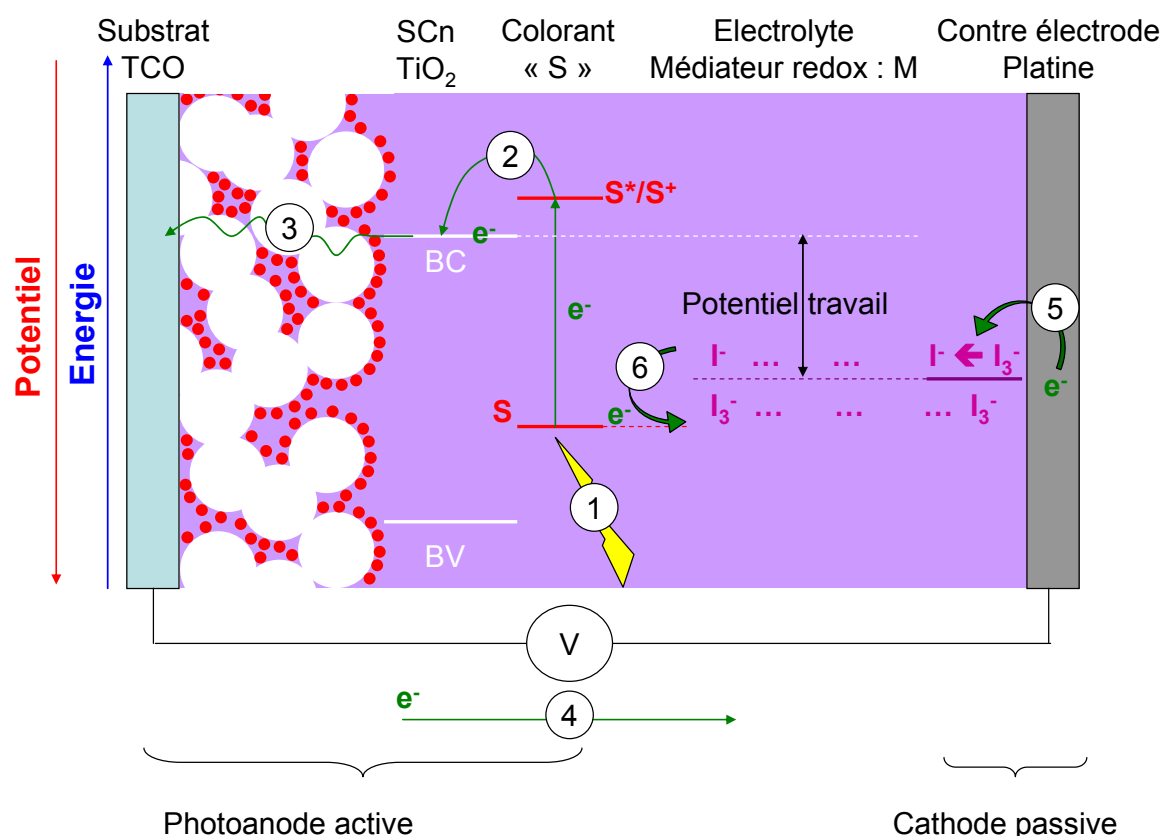 Substrat
TCO
SCn
TiO2
Colorant
« S »
Electrolyte
Médiateur redox : M
Contre électrode
Platine
Potentiel
Energie
2
S*/S+
3
e-
BC
e-
Potentiel travail
5
6
I- … …
I- 🡸 I3-
e-
S
e-
I3- … … … I3-
1
BV
V
e-
4
Photoanode active
Cathode passive